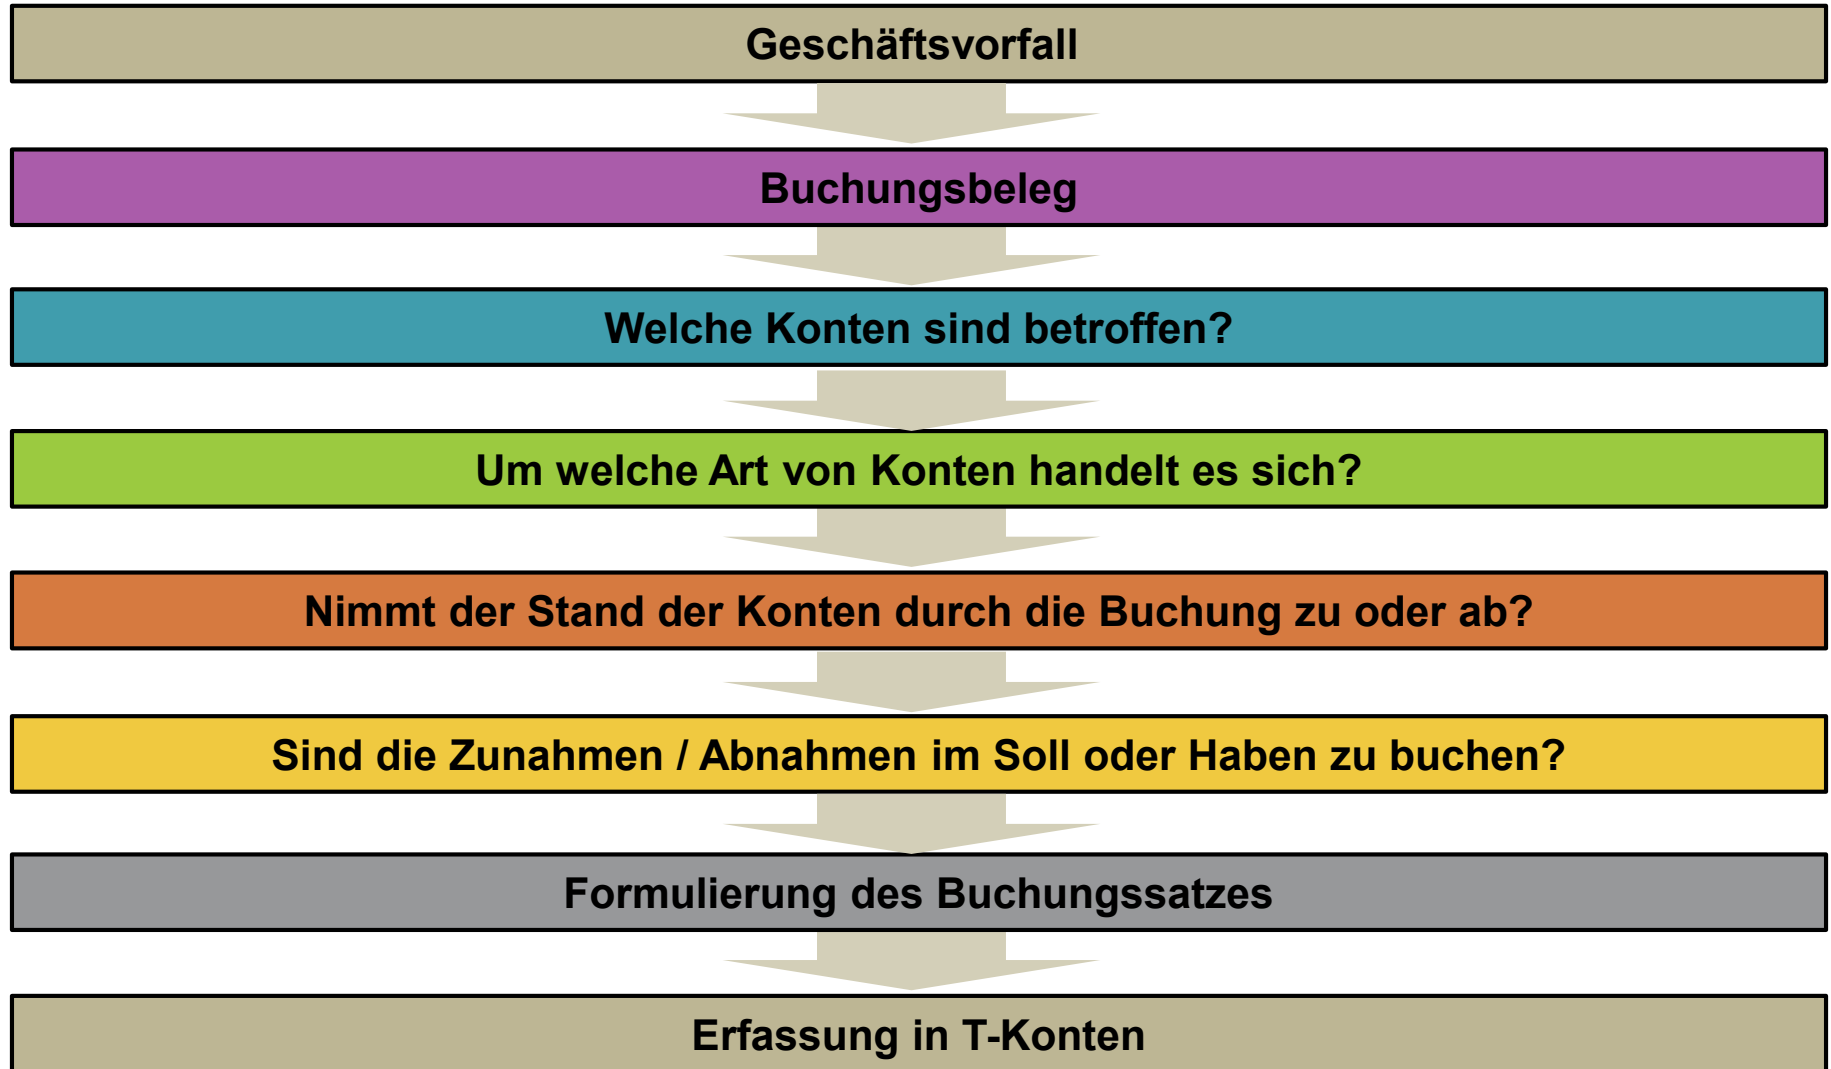 Geschäftsvorfall
Buchungsbeleg
Welche Konten sind betroffen?
Um welche Art von Konten handelt es sich?
Nimmt der Stand der Konten durch die Buchung zu oder ab?
Sind die Zunahmen / Abnahmen im Soll oder Haben zu buchen?
Formulierung des Buchungssatzes
Erfassung in T-Konten